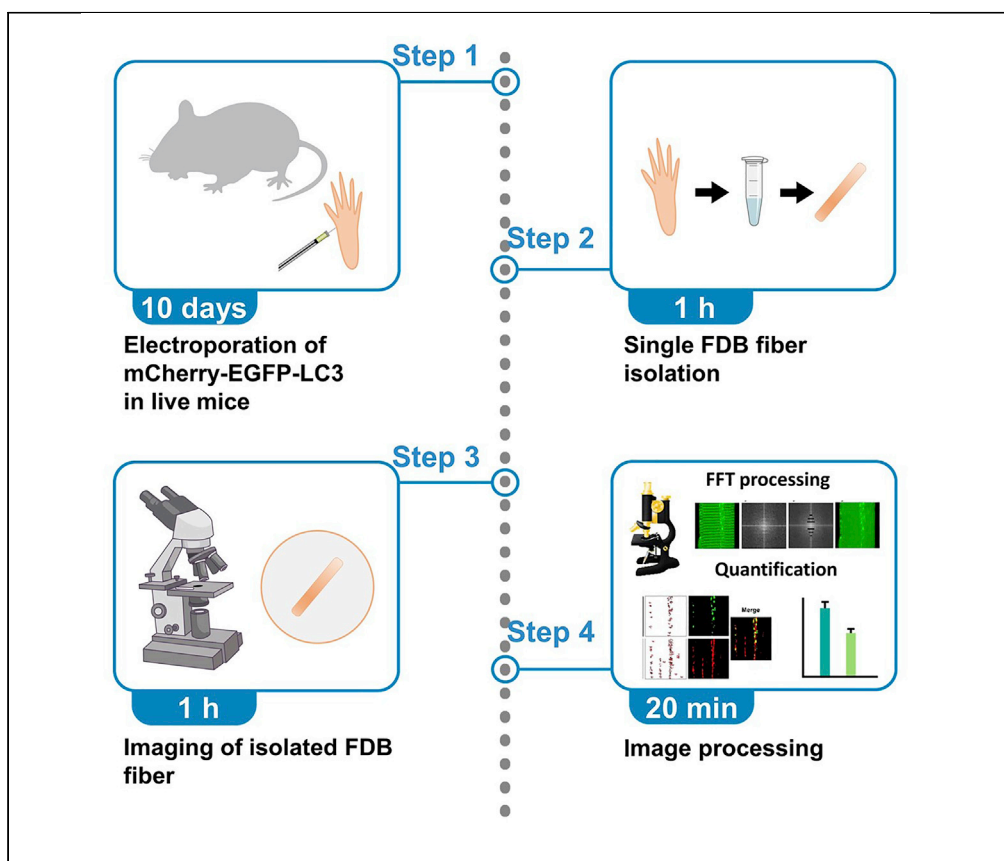 Step 1
10 days
Electroporation of
mCherry-EGFP-LC3
in live mice
Step 2
1 h
Single FDB fiber
isolation
Step 3
1 h
Imaging of isolated FDB
fiber
FFT processing
Quantification
Merge
Step 4
20 min
Image processing